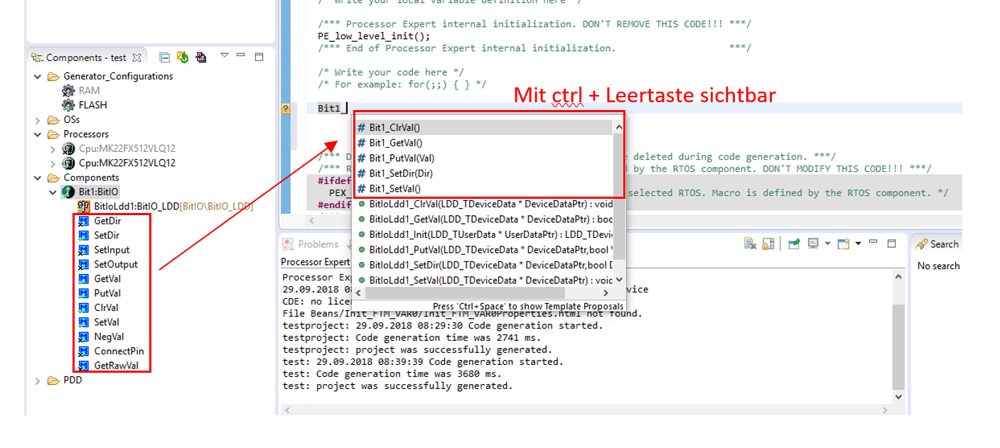 /* Write your local variable definition here */
/*** Processor Expert internal initialization. DON'T REMOVE THIS CODE!!! ***/
PE_low_level_init();
/*** End of Processor Expert internal initialization. ***/
/* Write your code here */
/* For example: for(;;) { } */
Mit ctrl + Leertaste sichtbar
Bit1_
Components - test
Generator_Configurations
RAM
FLASH
OSs
Processors
Cpu:MK22FX512VLQ12
Cpu:MK22FX512VLQ12
Components
Bit1:BitIO
BitIoLdd1:BitIO_LDD[BitIO\BitIO_LDD]
GetDir
SetDir
SetInput
SetOutput
GetVal
PutVal
ClrVal
SetVal
NegVal
ConnectPin
GetRawVal
PDD
# Bit1_ClrVal()
# Bit1_GetVal()
# Bit1_PutVal(Val)
# Bit1_SetDir(Dir)
# Bit1_SetVal()
BitIoLdd1_ClrVal(LDD_TDeviceData * DeviceDataPtr) : void
BitIoLdd1_GetVal(LDD_TDeviceData * DeviceDataPtr) : boo
BitIoLdd1_Init(LDD_TUserData * UserDataPtr) : LDD_TDevi
BitIoLdd1_PutVal(LDD_TDeviceData * DeviceDataPtr,bool V
BitIoLdd1_SetDir(LDD_TDeviceData * DeviceDataPtr,bool D
BitIoLdd1_SetVal(LDD_TDeviceData * DeviceDataPtr) : void
Press 'Ctrl+Space' to show Template Proposals
/*** D e deleted during code generation. ***/
/*** R by the RTOS component. DON'T MODIFY THIS CODE!!! ***/
#ifdef
PEX_ selected RTOS. Macro is defined by the RTOS component. */
#endif
Problems
Search
Processor Expert
No search
Processor Exp
29.09.2018 08 vice
CDE: no lice
File Beans/Init_FTM_VAR0/Init_FTM_VAR0Properties.html not found.
testproject: 29.09.2018 08:29:30 Code generation started.
testproject: Code generation time was 2741 ms.
testproject: project was successfully generated.
test: 29.09.2018 08:39:39 Code generation started.
test: Code generation time was 3680 ms.
test: project was successfully generated.